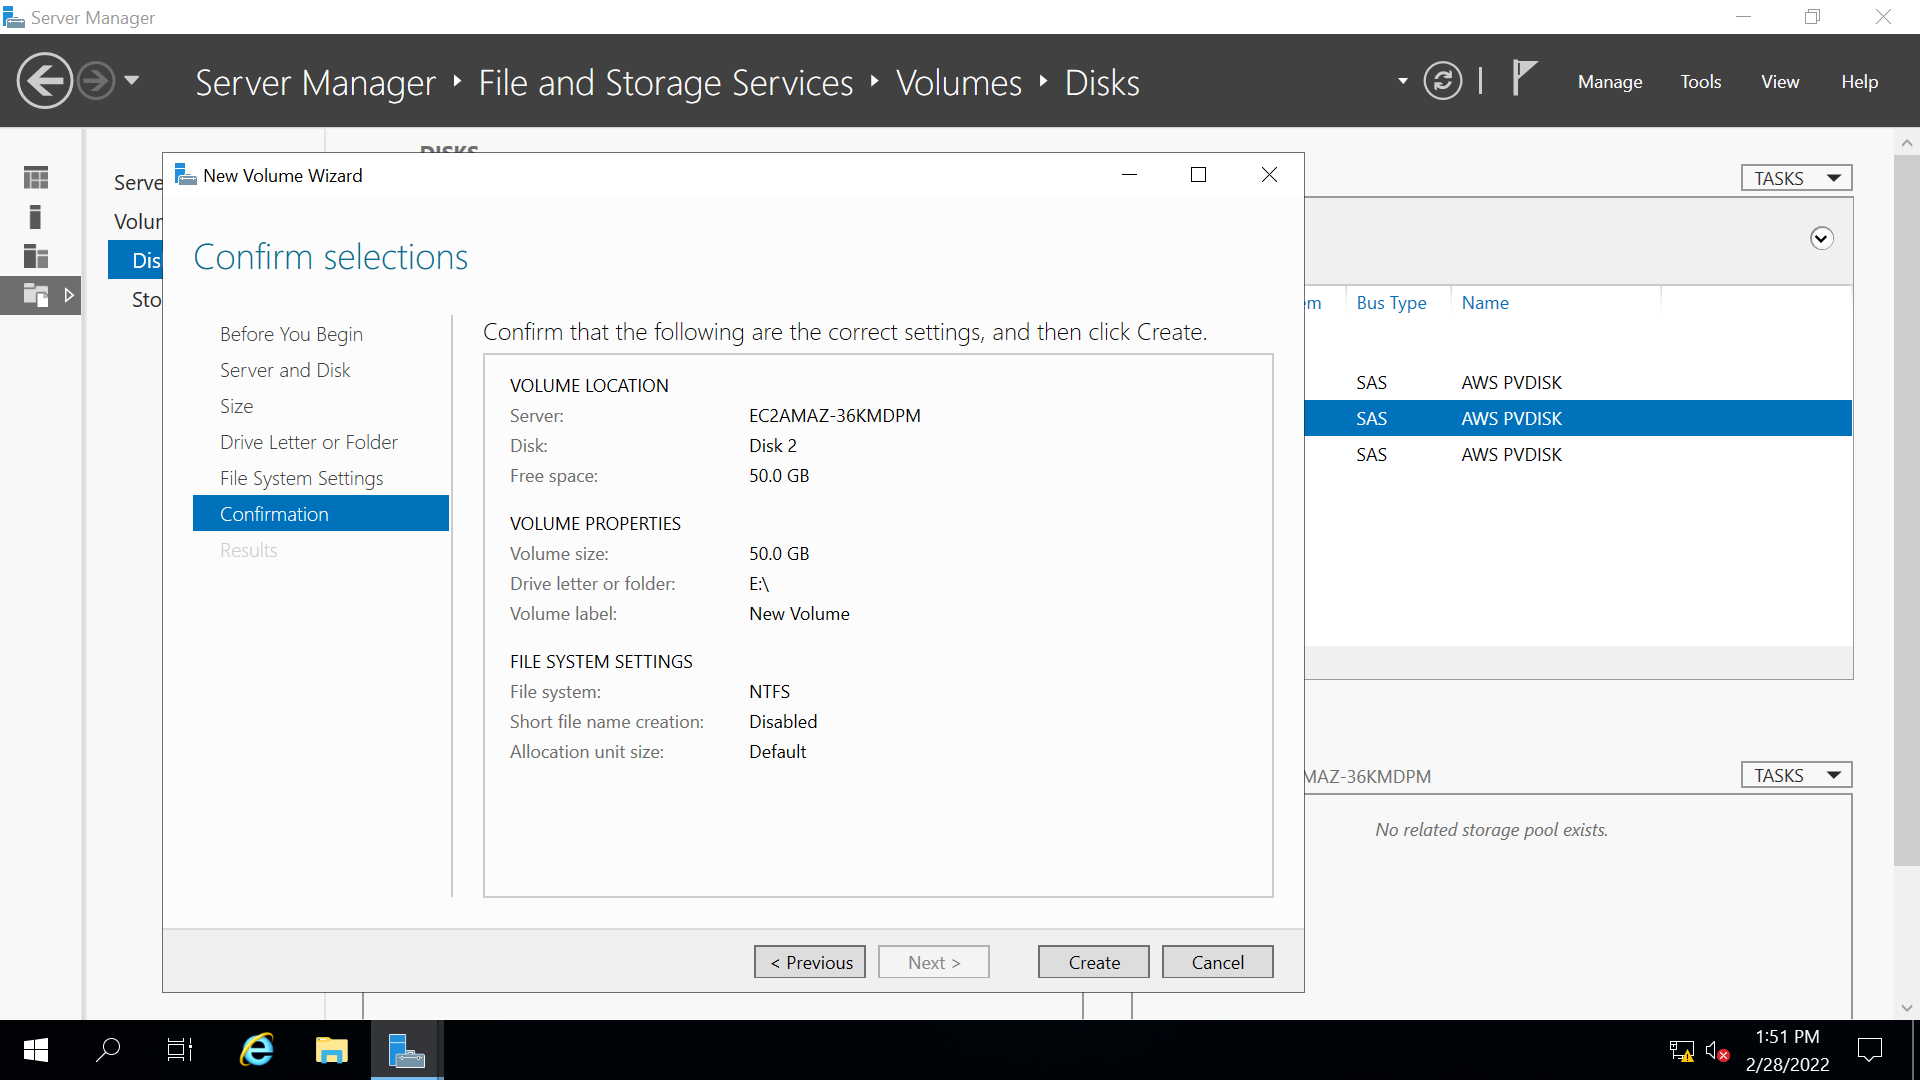 Server Manager
Server Manager File and Storage Services Volumes Disks
Manage Tools View Help
DISKS
TASKS
New Volume Wizard
Serve
Volur
Dis
Sto
Confirm selections
Before You Begin
Server and Disk
Size
Drive Letter or Folder
File System Settings
Confirmation
Results
Confirm that the following are the correct settings, and then click Create.
VOLUME LOCATION
Server: EC2AMAZ-36KMDPM
Disk: Disk 2
Free space: 50.0 GB
VOLUME PROPERTIES
Volume size: 50.0 GB
Drive letter or folder: E:\
Volume label: New Volume
FILE SYSTEM SETTINGS
File system: NTFS
Short file name creation: Disabled
Allocation unit size: Default
< Previous Next > Create Cancel
em Bus Type Name
SAS AWS PVDISK
SAS AWS PVDISK
SAS AWS PVDISK
MAZ-36KMDPM
TASKS
No related storage pool exists.
1:51 PM
2/28/2022